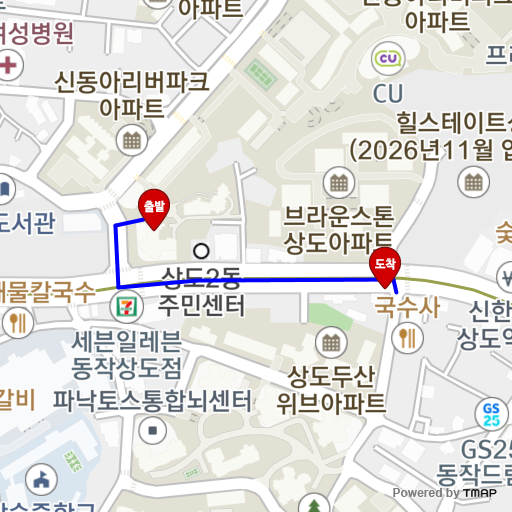 아파트
여성병원
아파트
CU
프
신동아리버파크
아파트
CU
힐스테이트
(2026년11월 입
출발
도서관
브라운스톤
상도아파트
숯
도착
상도2동
주민센터
해물칼국수
국수사
신한
상도역
세븐일레븐
동작상도점
갈비
파낙토스통합뇌센터
상도두산
위브아파트
GS
25
GS25
동작드림
Powered by TMAP